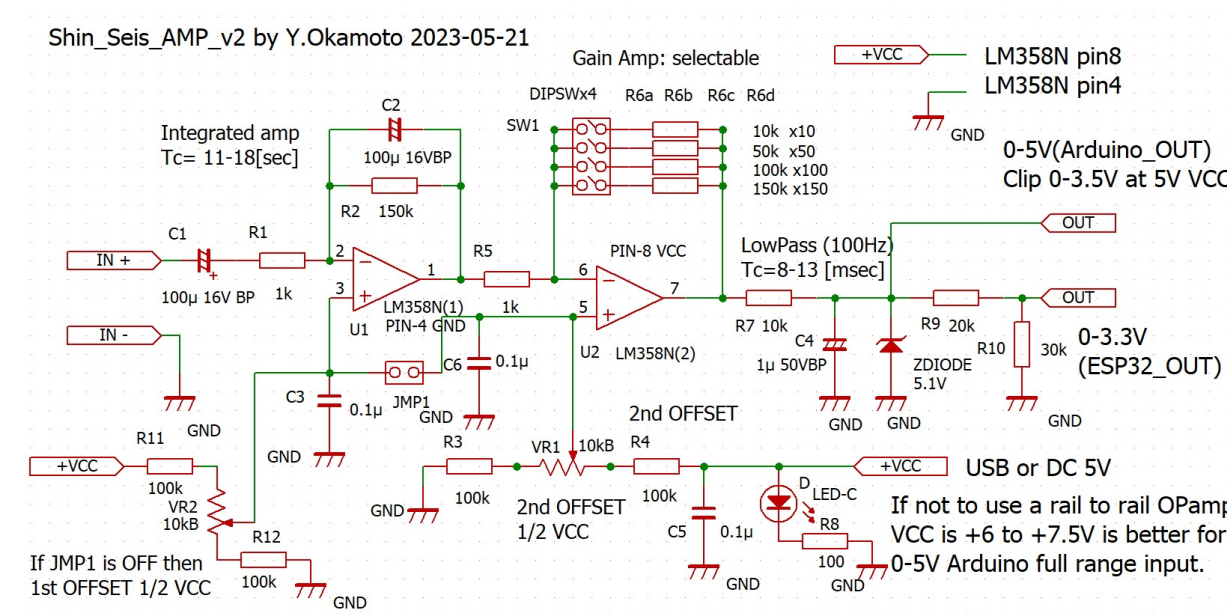 Shin_Seis_AMP_v2 by Y.Okamoto 2023-05-21
Gain Amp: selectable
+VCC
LM358N pin8
LM358N pin4
GND
DIPSWx4 R6a R6b R6c R6d
SW1
10k x10
50k x50
100k x100
150k x150
C2
100µ 16VBP
Integrated amp
Tc= 11-18[sec]
R2 150k
0-5V(Arduino_OUT)
Clip 0-3.5V at 5V VCC
OUT
C1
R1
IN +
100µ 16V BP
1k
+
2
3
1
LM358N(1)
PIN-4 GND
U1
R5
1k
PIN-8 VCC
6
5
7
U2
LM358N(2)
LowPass (100Hz)
Tc=8-13 [msec]
R7 10k
C4
1µ 50VBP
GND
ZDIODE
5.1V
GND
R9 20k
R10
30k
GND
OUT
0-3.3V
(ESP32_OUT)
IN -
GND
C3
0.1µ
GND
JMP1
C6
0.1µ
GND
2nd OFFSET
R11
+VCC
100k
VR2
10kB
R12
100k
GND
If JMP1 is OFF then
1st OFFSET 1/2 VCC
R3
100k
GND
VR1
10kB
2nd OFFSET
1/2 VCC
R4
100k
C5
0.1µ
GND
D
LED-C
R8
100
GND
+VCC
USB or DC 5V
If not to use a rail to rail OPamp
VCC is +6 to +7.5V is better for
0-5V Arduino full range input.